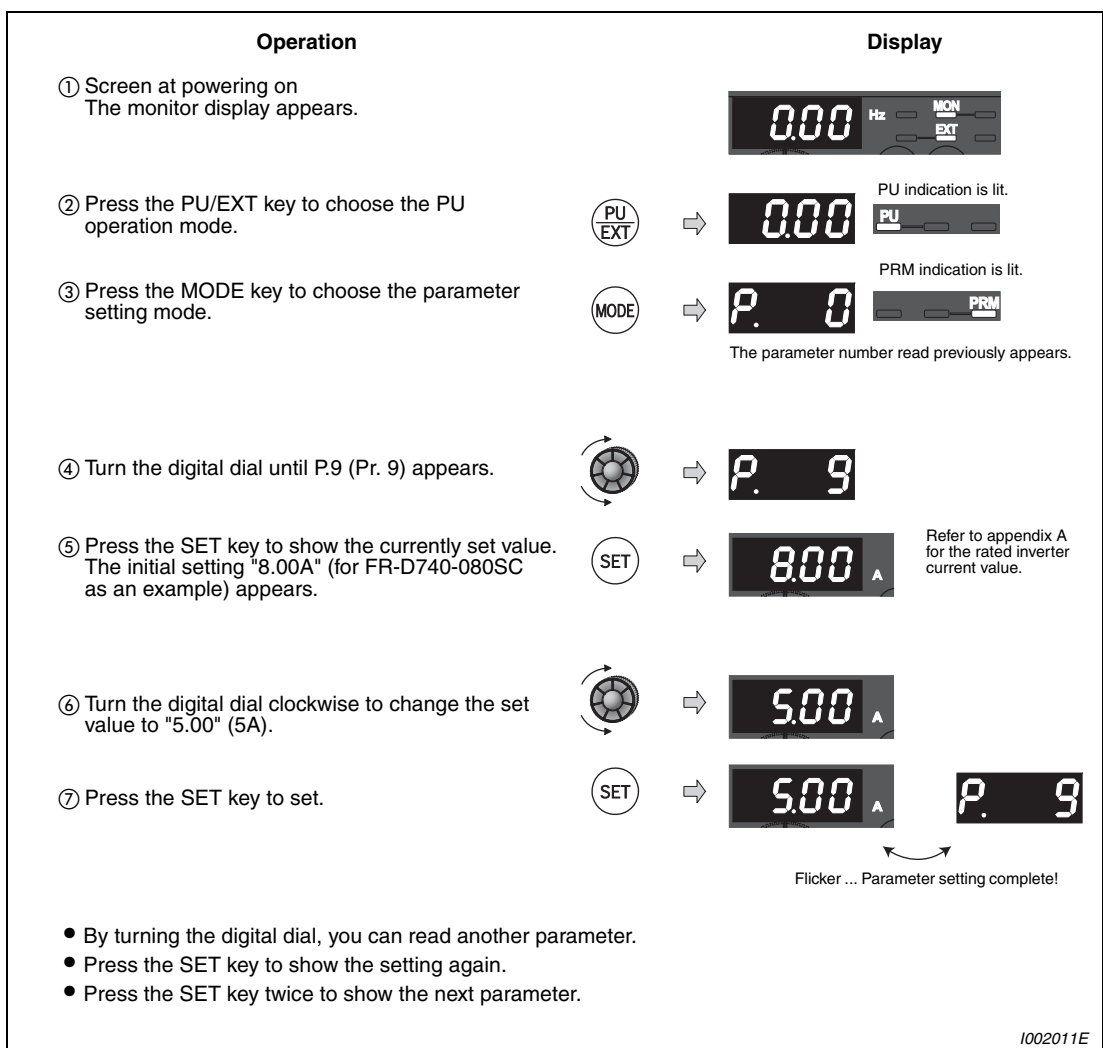 Operation
Display
① Screen at powering on
The monitor display appears.
0.00 Hz MON
EXT
② Press the PU/EXT key to choose the PU
operation mode.
PU
EXT
0.00
PU indication is lit.
PU
③ Press the MODE key to choose the parameter
setting mode.
MODE
P. 0
PRM indication is lit.
PRM
The parameter number read previously appears.
④ Turn the digital dial until P.9 (Pr. 9) appears.
P. 9
⑤ Press the SET key to show the currently set value.
The initial setting "8.00A" (for FR-D740-080SC
as an example) appears.
SET
8.00 A
Refer to appendix A
for the rated inverter
current value.
⑥ Turn the digital dial clockwise to change the set
value to "5.00" (5A).
5.00 A
⑦ Press the SET key to set.
SET
5.00 A
P. 9
Flicker ... Parameter setting complete!
● By turning the digital dial, you can read another parameter.
● Press the SET key to show the setting again.
● Press the SET key twice to show the next parameter.
I002011E